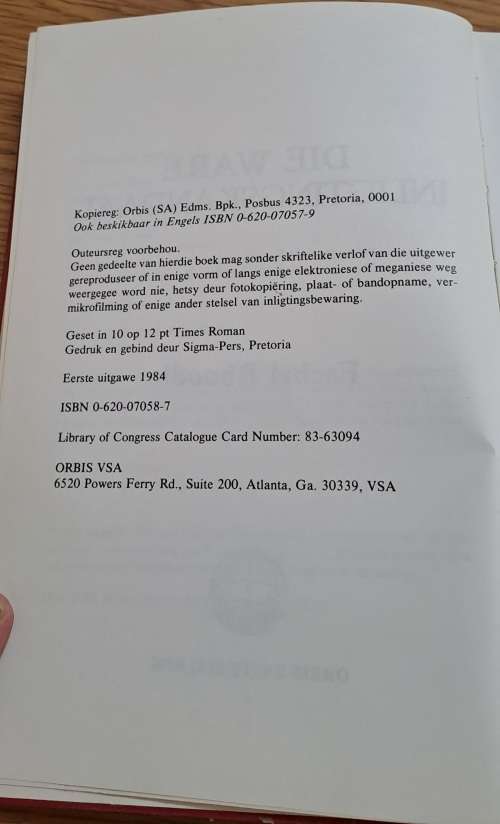 Kopiereg: Orbis (SA) Edms. Bpk., Posbus 4323, Pretoria, 0001
Ook beskikbaar in Engels ISBN 0-620-07057-9
Outeursreg voorbehou.
Geen gedeelte van hierdie boek mag sonder skriftelike verlof van die uitgewer
gereproduseer of in enige vorm of langs enige elektroniese of meganiese weg
weergegee word nie, hetsy deur fotokopiëring, plaat- of bandopname, ver-
mikrofilming of enige ander stelsel van inligtingsbewaring.
Geset in 10 op 12 pt Times Roman
Gedruk en gebind deur Sigma-Pers, Pretoria
Eerste uitgawe 1984
ISBN 0-620-07058-7
Library of Congress Catalogue Card Number: 83-63094
ORBIS VSA
6520 Powers Ferry Rd., Suite 200, Atlanta, Ga. 30339, VSA